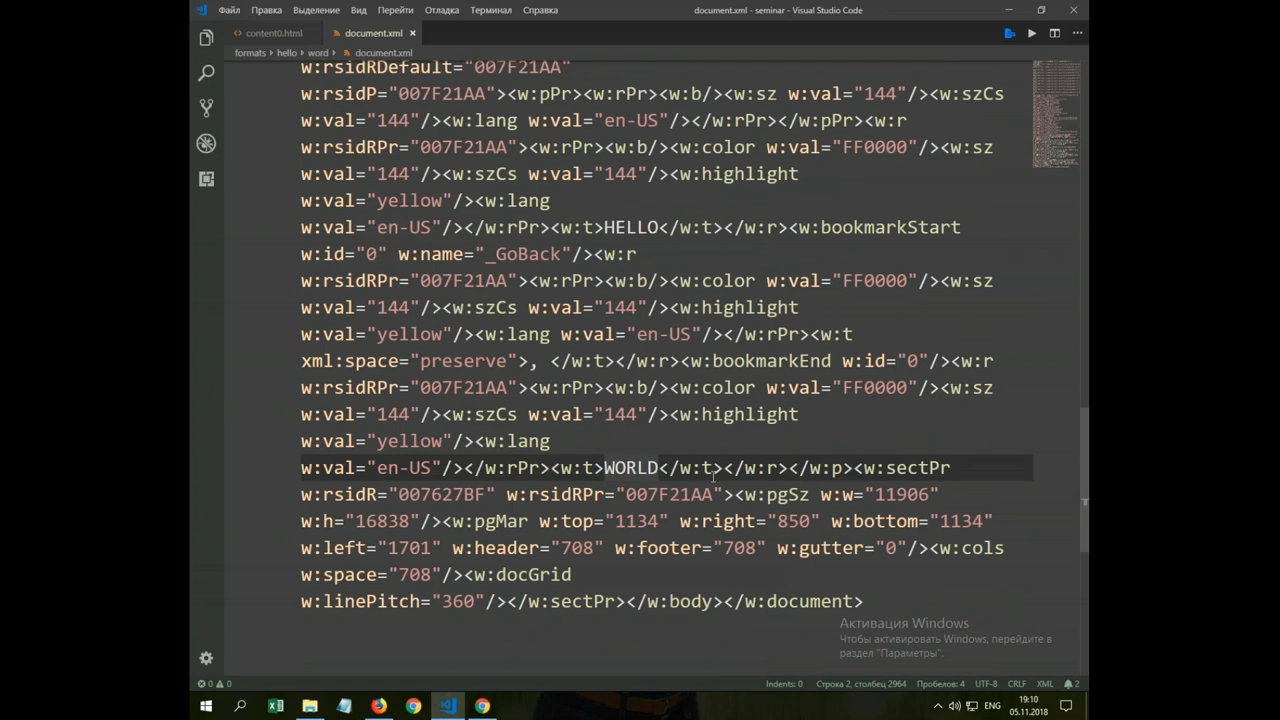 Файл Правка Выделение Вид Перейти Отладка Терминал Справка document.xml - seminar - Visual Studio Code
content0.html document.xml
formats hello word document.xml
w:rsidRDefault="007F21AA"
w:rsidP="007F21AA"><w:pPr><w:rPr><w:b/><w:sz w:val="144"/><w:szCs
w:val="144"/><w:lang w:val="en-US"/></w:rPr></w:pPr><w:r
w:rsidRPr="007F21AA"><w:rPr><w:b/><w:color w:val="FF0000"/><w:sz
w:val="144"/><w:szCs w:val="144"/><w:highlight
w:val="yellow"/><w:lang
w:val="en-US"/></w:rPr><w:t>HELLO</w:t></w:r><w:bookmarkStart
w:id="0" w:name="_GoBack"/><w:r
w:rsidRPr="007F21AA"><w:rPr><w:b/><w:color w:val="FF0000"/><w:sz
w:val="144"/><w:szCs w:val="144"/><w:highlight
w:val="yellow"/><w:lang w:val="en-US"/></w:rPr><w:t
xml:space="preserve">, </w:t></w:r><w:bookmarkEnd w:id="0"/><w:r
w:rsidRPr="007F21AA"><w:rPr><w:b/><w:color w:val="FF0000"/><w:sz
w:val="144"/><w:szCs w:val="144"/><w:highlight
w:val="yellow"/><w:lang
w:val="en-US"/></w:rPr><w:t>WORLD</w:t></w:r></w:p><w:sectPr
w:rsidR="007627BF" w:rsidRPr="007F21AA"><w:pgSz w:w="11906"
w:h="16838"/><w:pgMar w:top="1134" w:right="850" w:bottom="1134"
w:left="1701" w:header="708" w:footer="708" w:gutter="0"/><w:cols
w:space="708"/><w:docGrid
w:linePitch="360"/></w:sectPr></w:body></w:document>
Активация Windows
Чтобы активировать Windows, перейдите в
раздел "Параметры".
0 0 Indents: 0 Строка 2, столбец 2964 Пробелов: 4 UTF-8 CRLF XML 2
ENG 19:10
05.11.2018